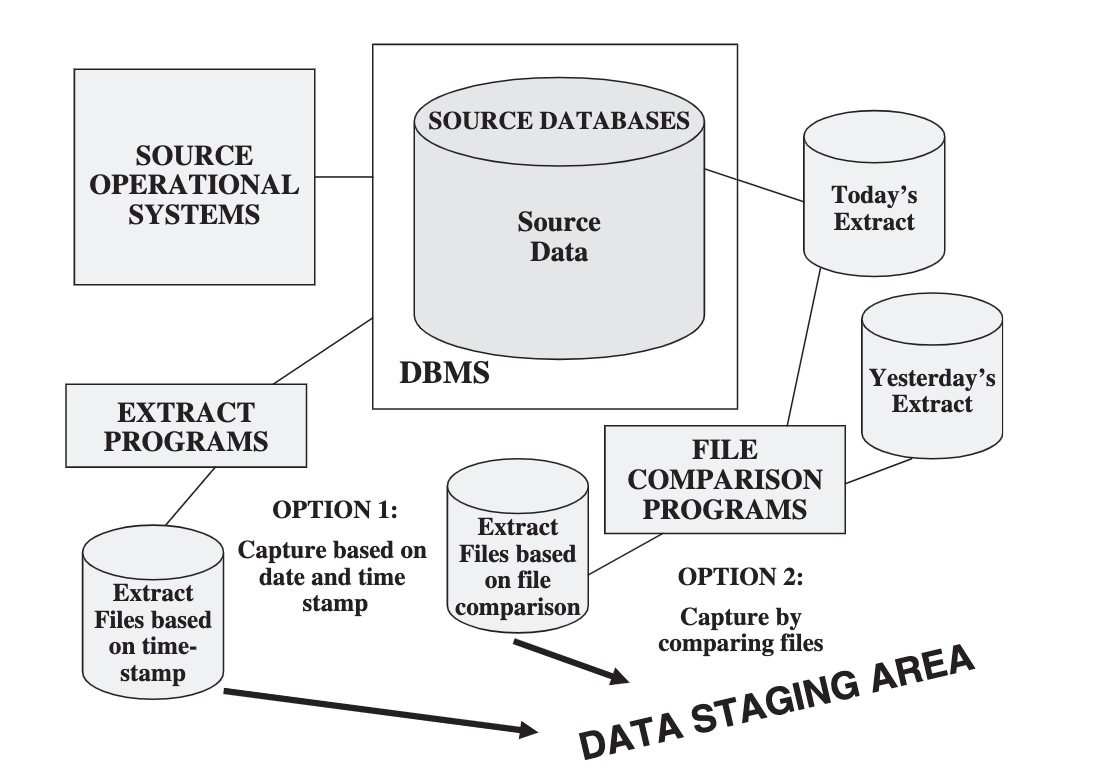 SOURCE
OPERATIONAL
SYSTEMS
SOURCE DATABASES
Source
Data
DBMS
Today's
Extract
Yesterday's
Extract
EXTRACT
PROGRAMS
FILE
COMPARISON
PROGRAMS
OPTION 1:
Capture based on
date and time
stamp
Extract
Files based
on file
comparison
OPTION 2:
Capture by
comparing files
Extract
Files based
on time-
stamp
DATA STAGING AREA